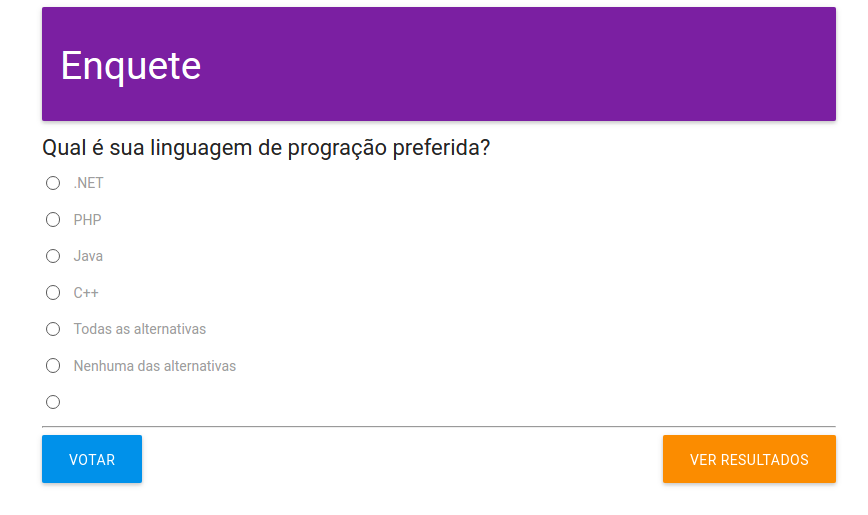 Enquete
Qual é sua linguagem de progração preferida?
.NET
PHP
Java
C++
Todas as alternativas
Nenhuma das alternativas
VOTAR
VER RESULTADOS